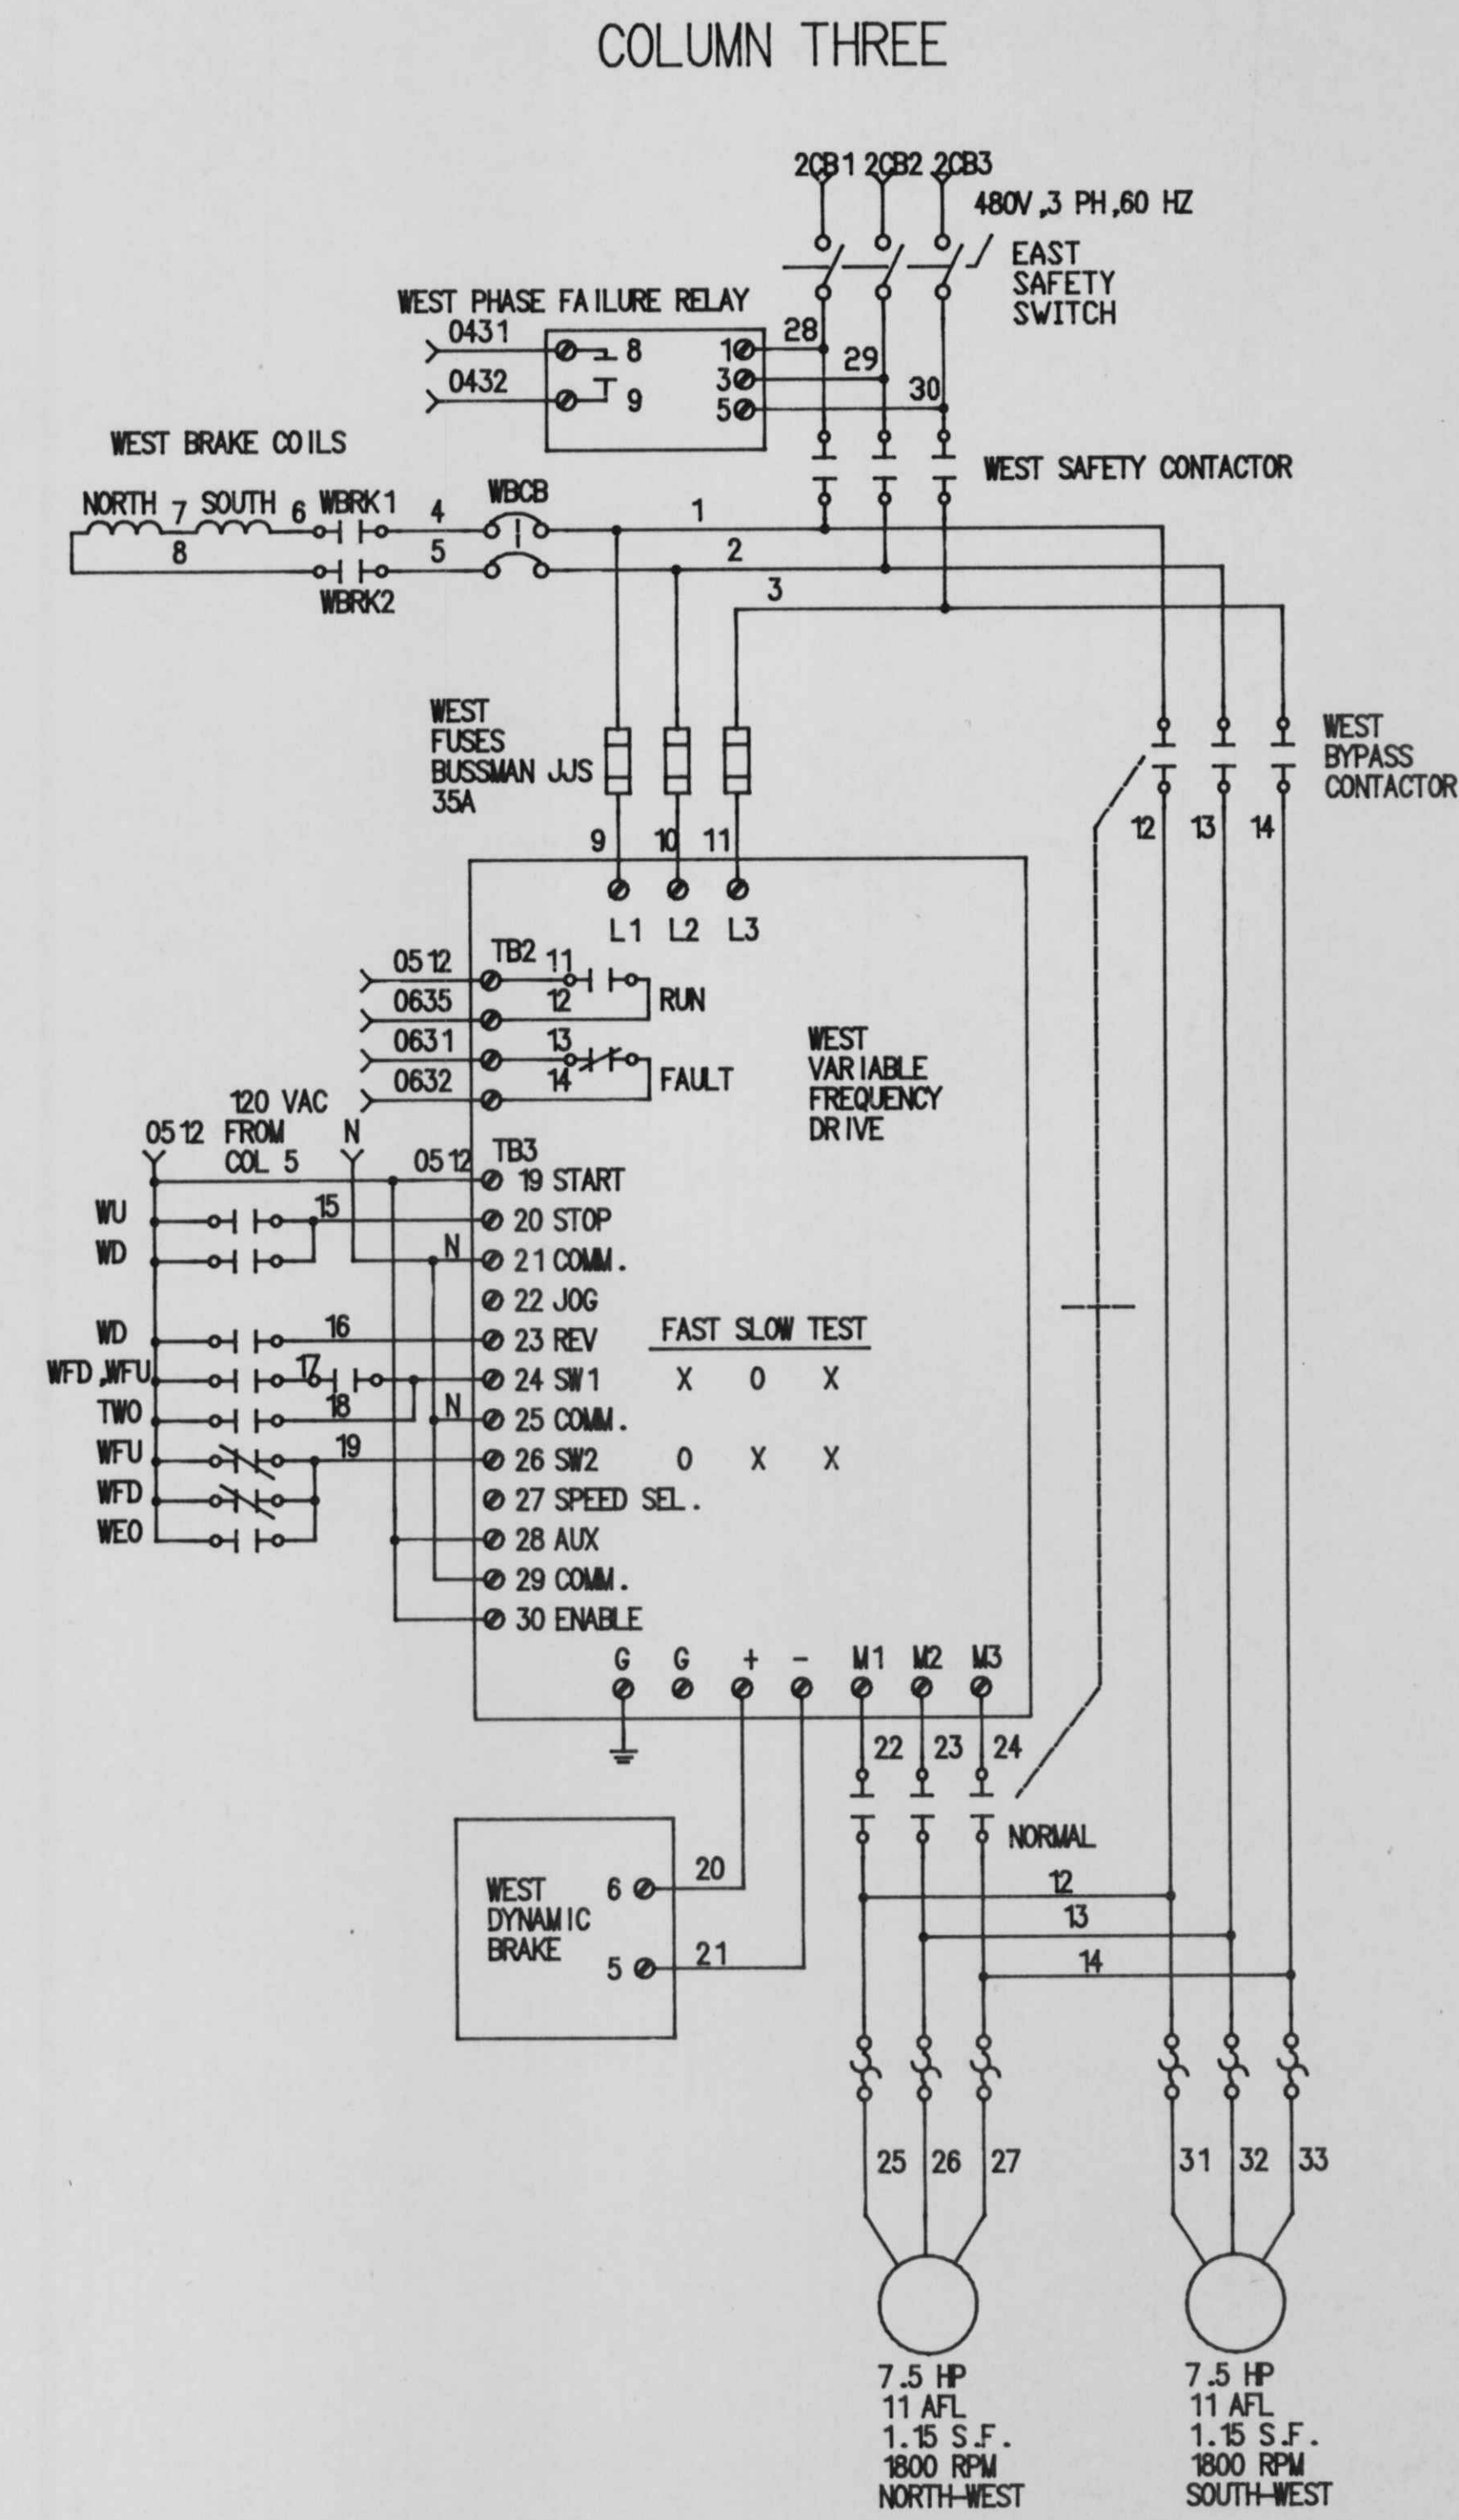 COLUMN THREE
2CB1 2CB2 2CB3
480V,3 PH,60 HZ
EAST
SAFETY
SWITCH
WEST PHASE FAILURE RELAY
0431
8
1
28
0432
9
3
29
5
30
WEST BRAKE COILS
WEST SAFETY CONTACTOR
NORTH 7 SOUTH 6 WBRK1 4 WBCB 1
8
5
2
WBRK2
3
WEST
FUSES
BUSSMAN JJS
35A
WEST
BYPASS
CONTACTOR
9 10 11
12 13 14
L1 L2 L3
TB2
0512 11
0635 12 RUN
0631 13
0632 14 FAULT
WEST
VARIABLE
FREQUENCY
DRIVE
120 VAC
0512 FROM N
COL 5
0512 TB3
19 START
WU 15 20 STOP
WD N 21 COMM.
22 JOG
WD 16 23 REV
FAST SLOW TEST
WFD,WFU 17 24 SW1 X O X
TWO 18 N 25 COMM.
WFU 19 26 SW2 O X X
WFD 27 SPEED SEL.
WEO 28 AUX
29 COMM.
30 ENABLE
G G + - M1 M2 M3
22 23 24
NORMAL
WEST
DYNAMIC
BRAKE
6 20
5 21
12
13
14
25 26 27
31 32 33
7.5 HP
11 AFL
1.15 S.F.
1800 RPM
NORTH-WEST
7.5 HP
11 AFL
1.15 S.F.
1800 RPM
SOUTH-WEST